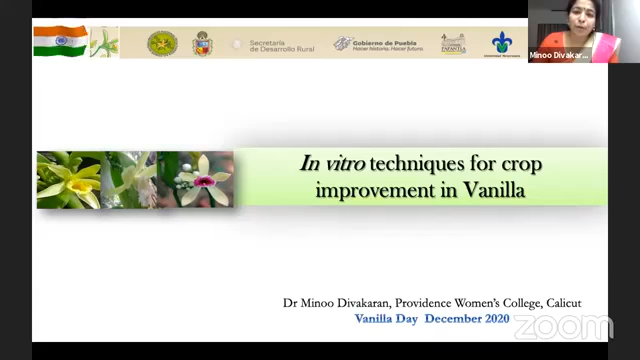 Secretaría
de Desarrollo Rural
Gobierno de Puebla
Hacer historia. Hacer futuro.
Minoo Divakar...
In vitro techniques for crop
improvement in Vanilla
Dr Minoo Divakaran, Providence Women's College, Calicut
Vanilla Day December 2020
zoom